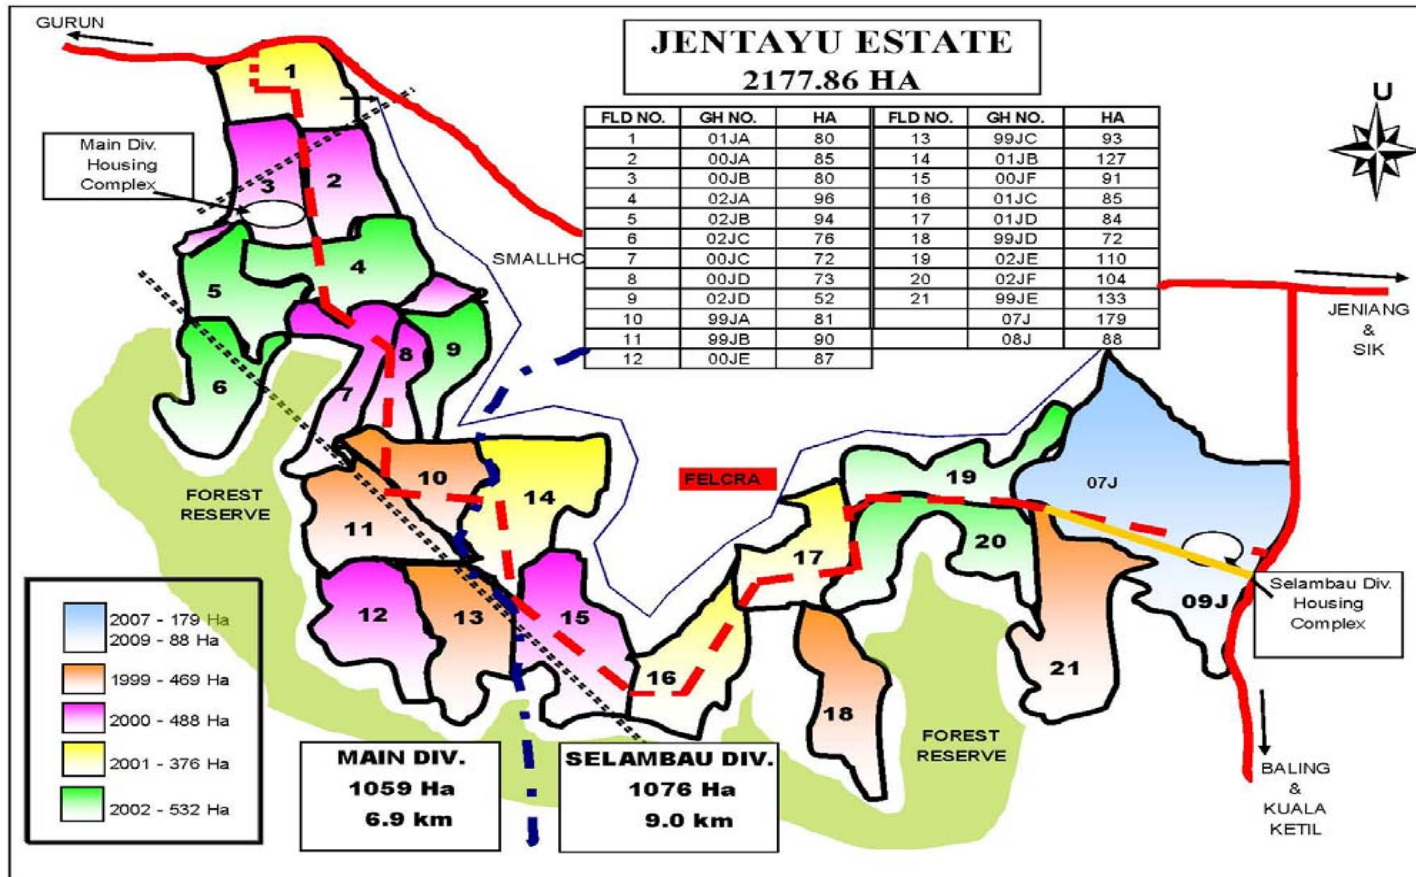 GURUN
JENTAYU ESTATE
2177.86 HA
U
FLD NO. GH NO. HA FLD NO. GH NO. HA
1 01JA 80 13 99JC 93
2 00JA 85 14 01JB 127
3 00JB 80 15 00JF 91
4 02JA 96 16 01JC 85
5 02JB 94 17 01JD 84
6 02JC 76 18 99JD 72
7 00JC 72 19 02JE 110
8 00JD 73 20 02JF 104
9 02JD 52 21 99JE 133
10 99JA 81 07J 179
11 99JB 90 08J 88
12 00JE 87
Main Div.
Housing
Complex
1
2
3
4
5
6
7
8
9
2
SMALLHO
JENIANG
&
SIK
10
11
12
13
14
15
16
17
18
19
20
21
07J
09J
FELCRA
FOREST
RESERVE
Selambau Div.
Housing
Complex
FOREST
RESERVE
BALING
&
KUALA
KETIL
2007 - 179 Ha
2009 - 88 Ha
1999 - 469 Ha
2000 - 488 Ha
2001 - 376 Ha
2002 - 532 Ha
MAIN DIV.
1059 Ha
6.9 km
SELAMBAU DIV.
1076 Ha
9.0 km